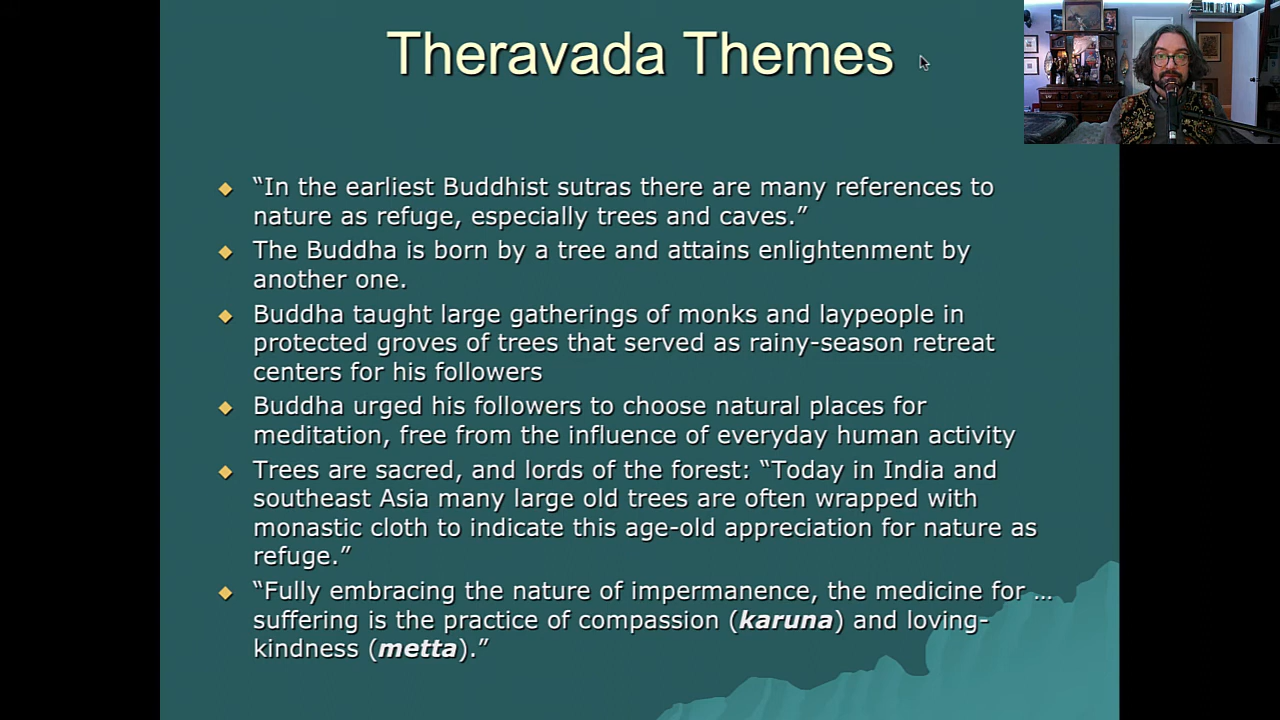 Theravada Themes
“In the earliest Buddhist sutras there are many references to
nature as refuge, especially trees and caves.”
The Buddha is born by a tree and attains enlightenment by
another one.
Buddha taught large gatherings of monks and laypeople in
protected groves of trees that served as rainy-season retreat
centers for his followers
Buddha urged his followers to choose natural places for
meditation, free from the influence of everyday human activity
Trees are sacred, and lords of the forest: “Today in India and
southeast Asia many large old trees are often wrapped with
monastic cloth to indicate this age-old appreciation for nature as
refuge.”
“Fully embracing the nature of impermanence, the medicine for …
suffering is the practice of compassion (karuna) and loving-
kindness (metta).”